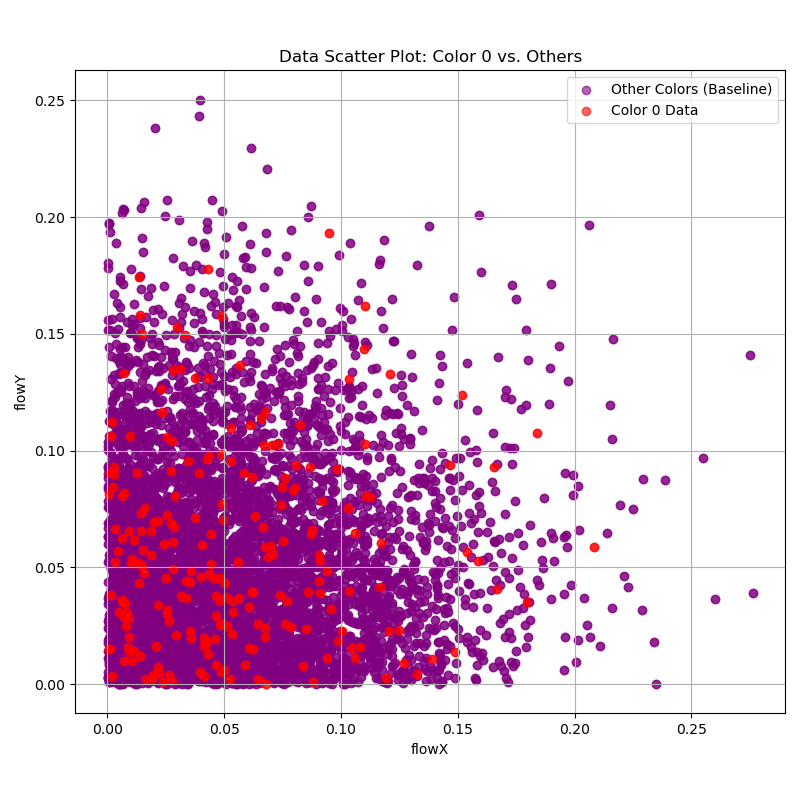 Data Scatter Plot: Color 0 vs. Others
Other Colors (Baseline)
Color 0 Data
flowY
0.25
0.20
0.15
0.10
0.05
0.00
0.00 0.05 0.10 0.15 0.20 0.25
flowX